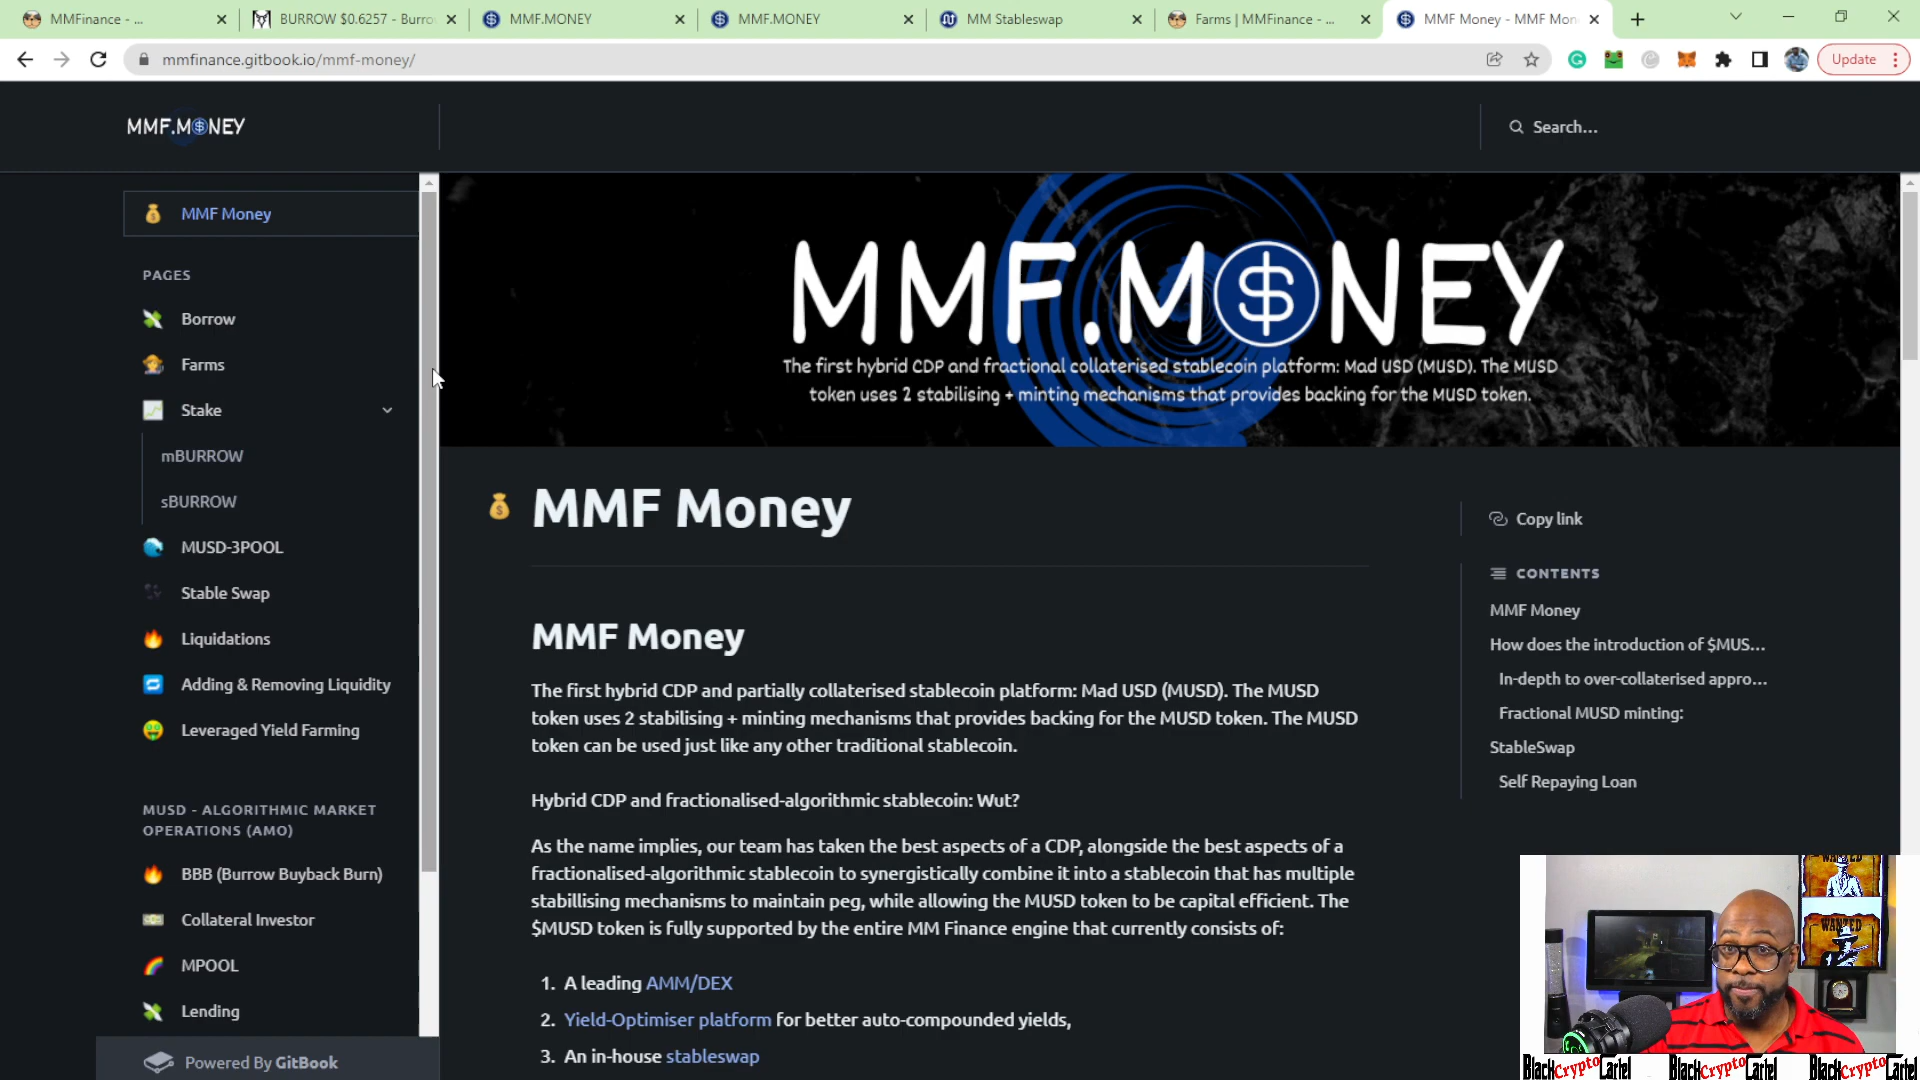 MMFinance - ...
BURROW $0.6257 - Burro
MMF.MONEY
MMF.MONEY
MM Stableswap
Farms | MMFinance - ...
MMF Money - MMF Mon
mmfinance.gitbook.io/mmf-money/
Update
MMF.M$NEY
Search...
MMF Money
PAGES
Borrow
Farms
Stake
mBURROW
sBURROW
MUSD-3POOL
Stable Swap
Liquidations
Adding & Removing Liquidity
Leveraged Yield Farming
MUSD - ALGORITHMIC MARKET
OPERATIONS (AMO)
BBB (Burrow Buyback Burn)
Collateral Investor
MPOOL
Lending
Powered By GitBook
MMF.M$NEY
The first hybrid CDP and fractional collaterised stablecoin platform: Mad USD (MUSD). The MUSD
token uses 2 stabilising + minting mechanisms that provides backing for the MUSD token.
MMF Money
MMF Money
The first hybrid CDP and partially collaterised stablecoin platform: Mad USD (MUSD). The MUSD
token uses 2 stabilising + minting mechanisms that provides backing for the MUSD token. The MUSD
token can be used just like any other traditional stablecoin.
Hybrid CDP and fractionalised-algorithmic stablecoin: Wut?
As the name implies, our team has taken the best aspects of a CDP, alongside the best aspects of a
fractionalised-algorithmic stablecoin to synergistically combine it into a stablecoin that has multiple
stabillising mechanisms to maintain peg, while allowing the MUSD token to be capital efficient. The
$MUSD token is fully supported by the entire MM Finance engine that currently consists of:
1. A leading AMM/DEX
2. Yield-Optimiser platform for better auto-compounded yields,
3. An in-house stableswap
Copy link
CONTENTS
MMF Money
How does the introduction of $MUS...
In-depth to over-collaterised appro...
Fractional MUSD minting:
StableSwap
Self Repaying Loan
WANTED
WANTED
BlackCryptoCartel BlackCryptoCartel BlackCryptoCartel